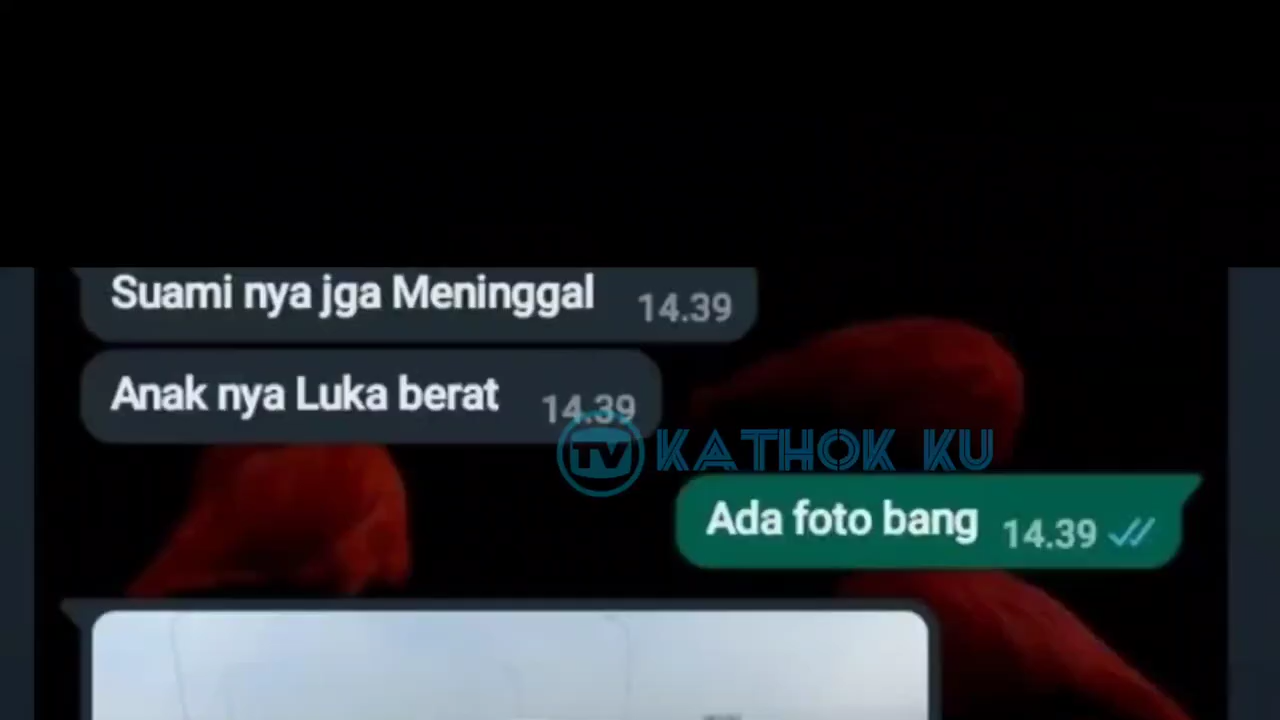 Suami nya jga Meninggal 14.39
Anak nya Luka berat 14.39
TV KATHOK KU
Ada foto bang 14.39